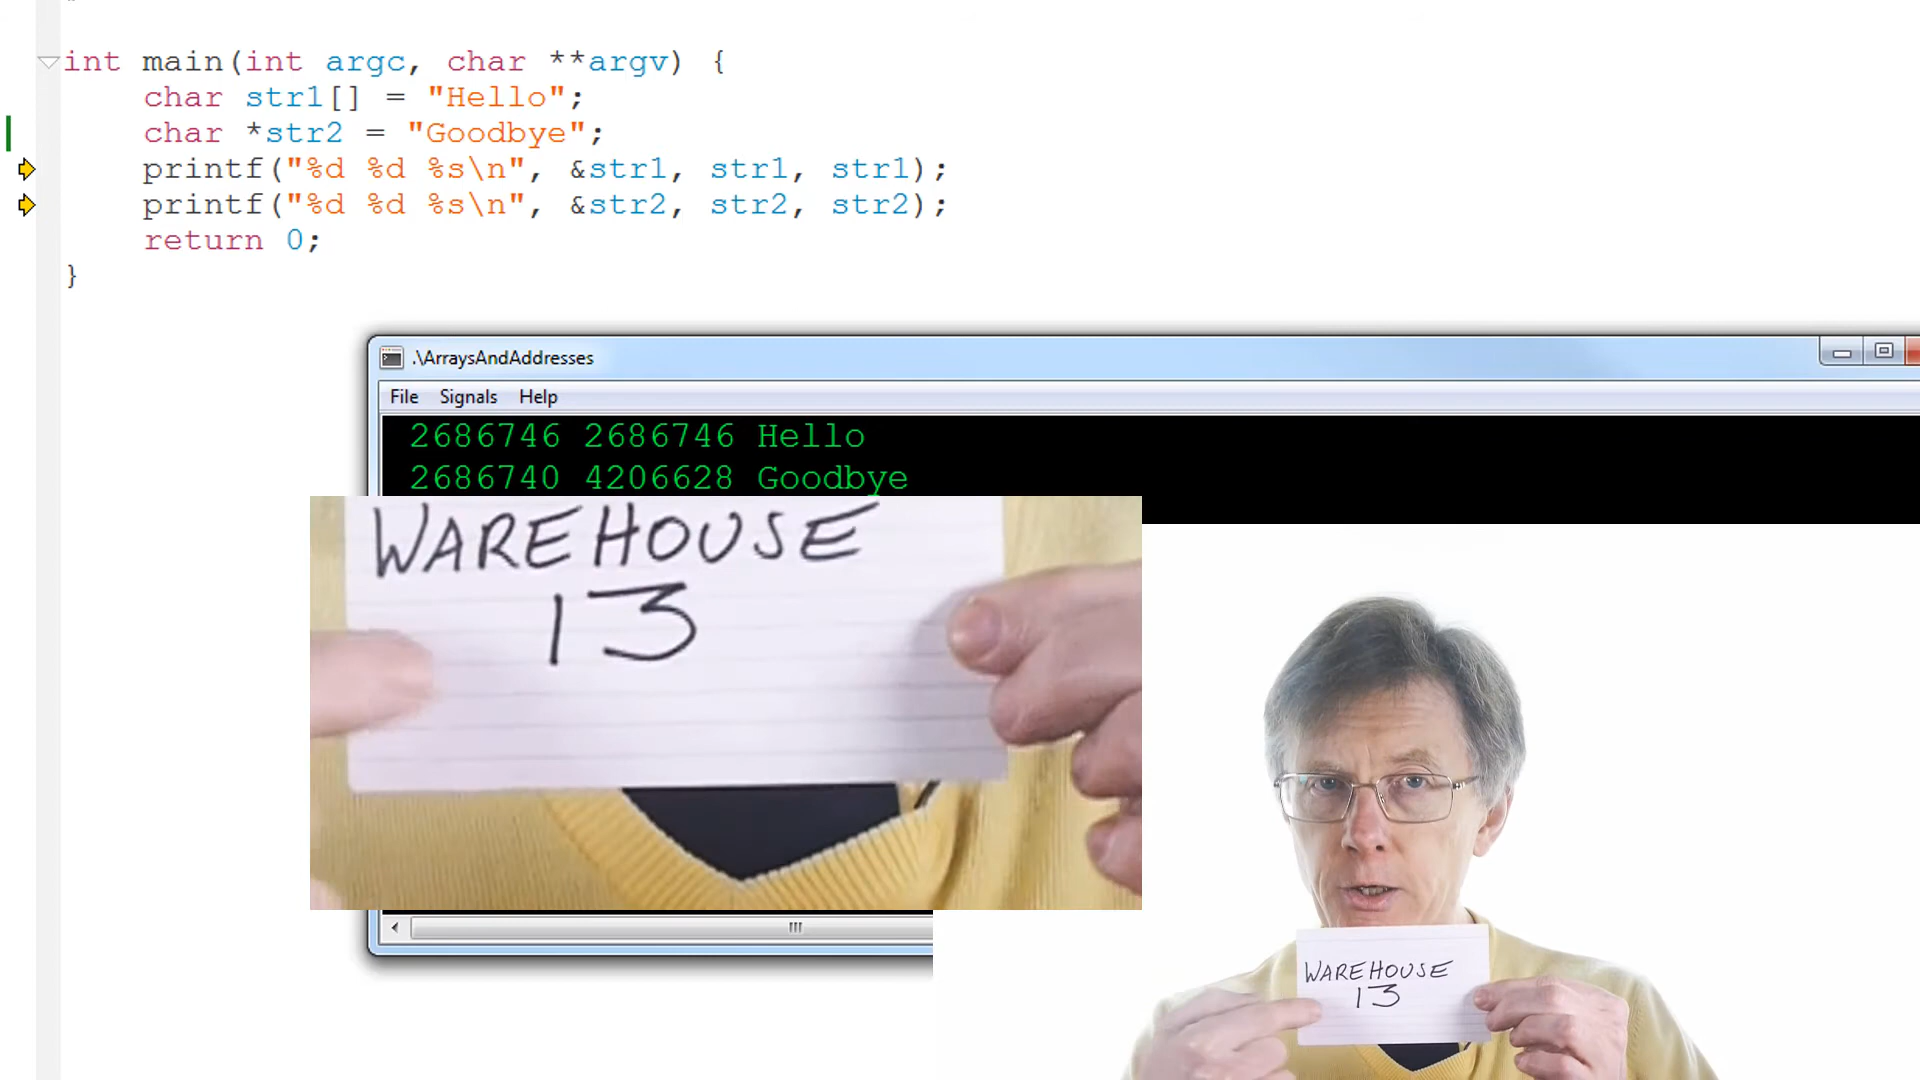 int main(int argc, char **argv) {
char str1[] = "Hello";
char *str2 = "Goodbye";
printf("%d %d %s\n", &str1, str1, str1);
printf("%d %d %s\n", &str2, str2, str2);
return 0;
}
.\ArraysAndAddresses
File Signals Help
2686746 2686746 Hello
2686740 4206628 Goodbye
WAREHOUSE
13
WAREHOUSE
13